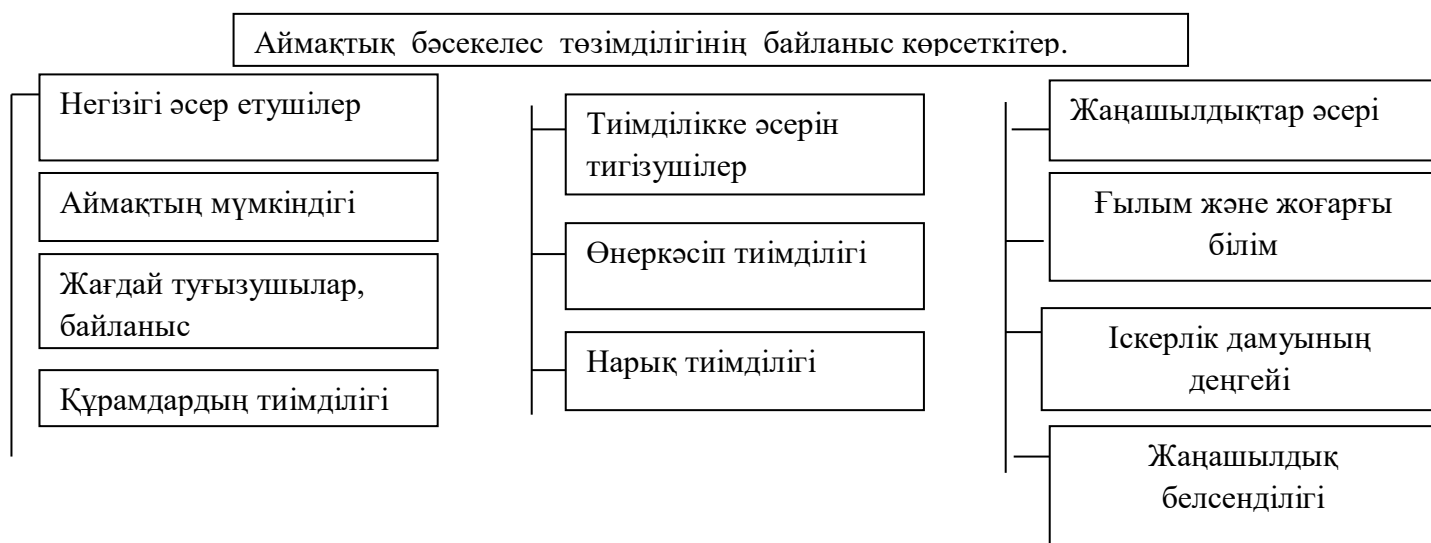 Аймақтық бәсекелес төзімділігінің байланыс көрсеткітер.
Негізігі әсер етушілер
Аймақтың мүмкіндігі
Жағдай туғызушылар,
байланыс
Құрамдардың тиімділігі
Тиімділікке әсерін
тигізушілер
Өнеркәсіп тиімділігі
Нарық тиімділігі
Жаңашылдықтар әсері
Ғылым және жоғарғы
білім
Іскерлік дамуының
деңгейі
Жаңашылдық
белсенділігі